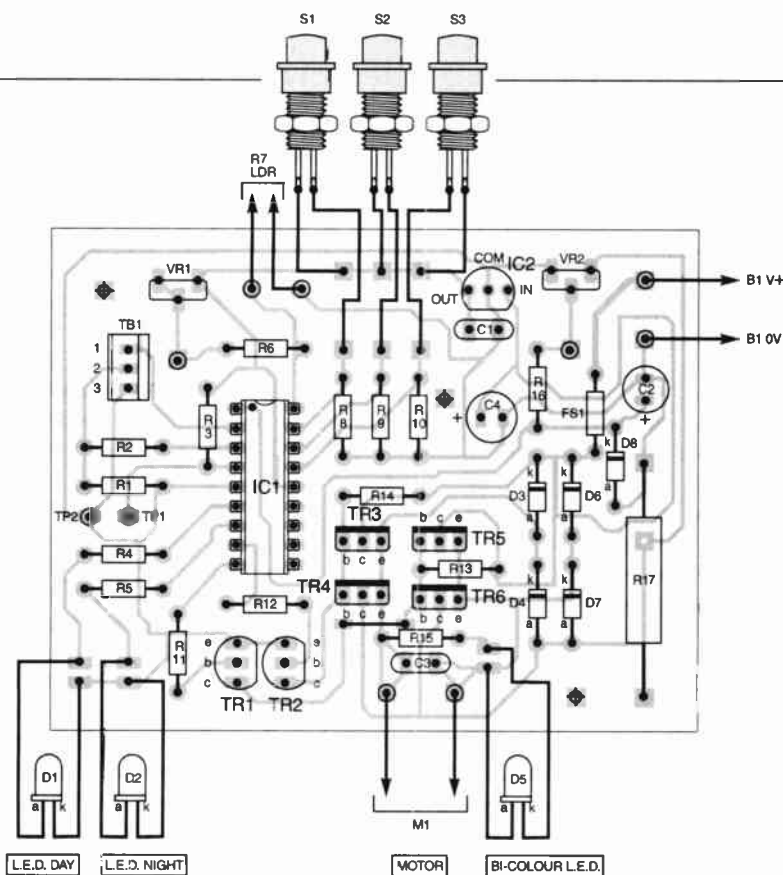 S1 S2 S3
R7
LDR
COM IC2 VR2
VR1
OUT IN
B1 V+
C1
TB1
B1 0V
1
2
3
R6
R
3
R
8
R
9
R
10
R
16
C4
+
FS1
C2
+
R2
D8
k
a
IC1
R1
R14
k
D3
a
k
D6
a
TP2 TP1
TR3
b c e
b c e
TR5
R4
R13
R17
R5
TR4
b c e
TR6
b c e
k
D4
a
k
D7
a
R12
R
11
R15
e
b
c
e
b
c
C3
TR1 TR2
D1
a k
D2
a k
D5
a k
M1
L.E.D. DAY L.E.D. NIGHT MOTOR BI-COLOUR L.E.D.